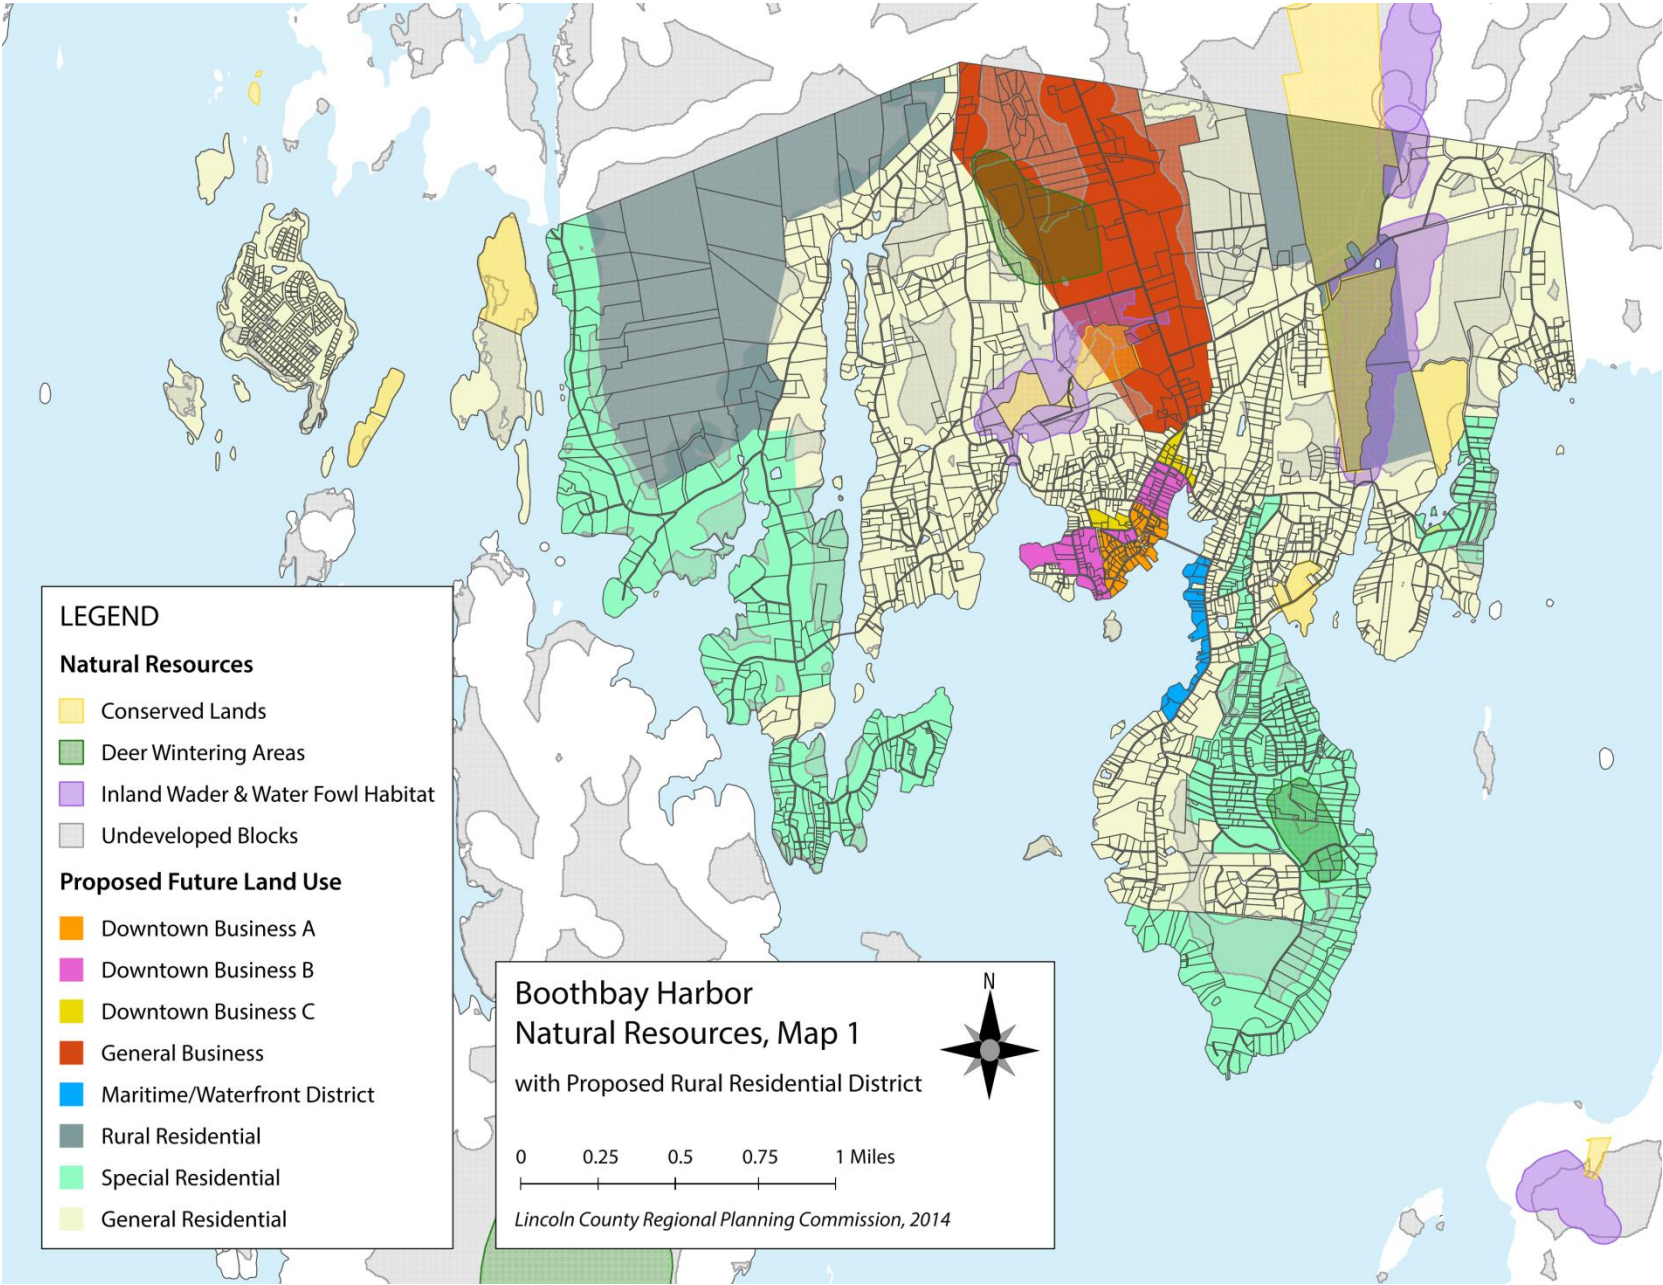 LEGEND
Natural Resources
Conserved Lands
Deer Wintering Areas
Inland Wader & Water Fowl Habitat
Undeveloped Blocks
Proposed Future Land Use
Downtown Business A
Downtown Business B
Downtown Business C
General Business
Maritime/Waterfront District
Rural Residential
Special Residential
General Residential
Boothbay Harbor
Natural Resources, Map 1
with Proposed Rural Residential District
N
0 0.25 0.5 0.75 1 Miles
Lincoln County Regional Planning Commission, 2014